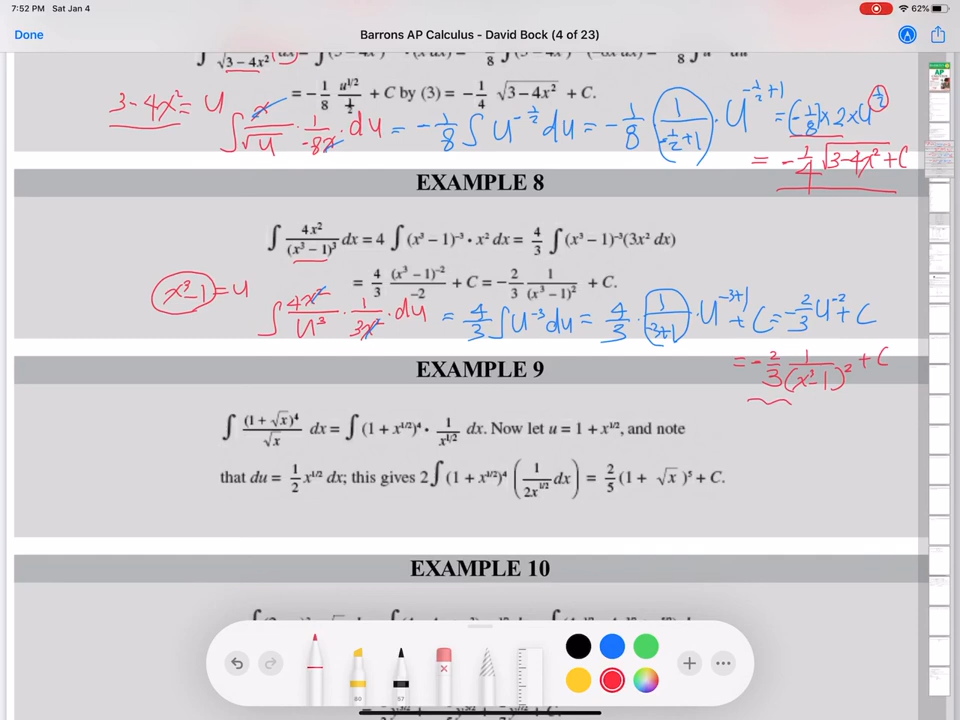 7:52 PM Sat Jan 4
62%
Done
Barrons AP Calculus - David Bock (4 of 23)
= -1/8 u^(1/2)/(1/2) + C by (3) = -1/4 √(3 – 4x²) + C.
3-4x² = u
∫ x/√u · 1/(-8x) · du = -1/8 ∫ u^(-1/2) du = -1/8 · 1/(-1/2+1) · u^(-1/2+1) = (-1/8) × 2 × u^(1/2)
= -1/4 √(3-4x²) + C
EXAMPLE 8
∫ 4x²/(x³ – 1)³ dx = 4 ∫ (x³ – 1)⁻³ • x² dx = 4/3 ∫ (x³ – 1)⁻³(3x² dx)
= 4/3 (x³ – 1)⁻²/-2 + C = -2/3 1/(x³ – 1)² + C.
x³-1 = u
∫ 4x²/u³ · 1/3x² · du = 4/3 ∫ u⁻³ du = 4/3 · 1/(-3+1) · u^(-3+1) + C = -2/3 u⁻² + C
= -2/3 1/(x³-1)² + C
EXAMPLE 9
∫ (1 + √x)⁴/√x dx = ∫ (1 + x^(1/2))⁴ • 1/x^(1/2) dx. Now let u = 1 + x^(1/2), and note
that du = 1/2 x^(1/2) dx; this gives 2∫ (1 + x^(1/2))⁴ (1/(2x^(1/2)) dx) = 2/5 (1 + √x)⁵ + C.
EXAMPLE 10